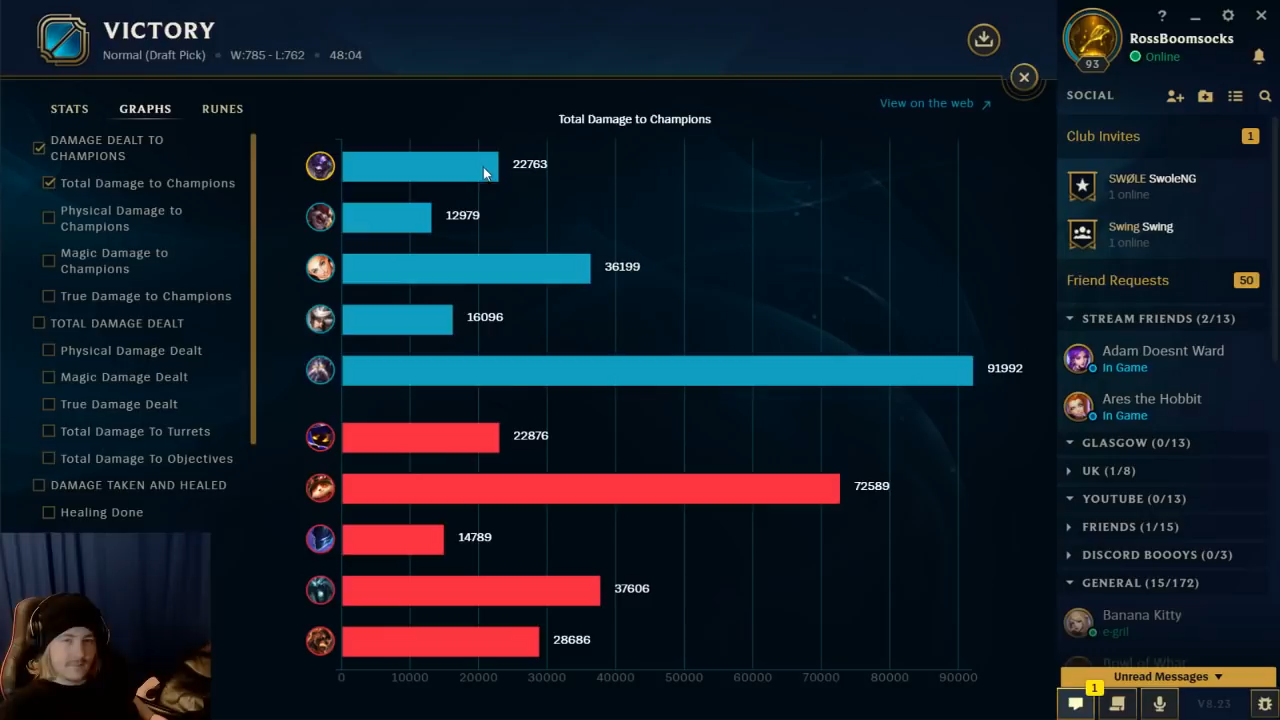 VICTORY
Normal (Draft Pick) • W:785 - L:762 • 48:04
STATS GRAPHS RUNES
View on the web
DAMAGE DEALT TO
CHAMPIONS
Total Damage to Champions
Physical Damage to
Champions
Magic Damage to
Champions
True Damage to Champions
TOTAL DAMAGE DEALT
Physical Damage Dealt
Magic Damage Dealt
True Damage Dealt
Total Damage To Turrets
Total Damage To Objectives
DAMAGE TAKEN AND HEALED
Healing Done
Total Damage to Champions
22763
12979
36199
16096
91992
22876
72589
14789
37606
28686
0 10000 20000 30000 40000 50000 60000 70000 80000 90000
?
93
RossBoomsocks
Online
SOCIAL
Club Invites 1
SWØLE SwoleNG
1 online
Swing Swing
1 online
Friend Requests 50
STREAM FRIENDS (2/13)
Adam Doesnt Ward
In Game
Ares the Hobbit
In Game
GLASGOW (0/13)
UK (1/8)
YOUTUBE (0/13)
FRIENDS (1/15)
DISCORD BOOOYS (0/3)
GENERAL (15/172)
Banana Kitty
e-gril
Unread Messages
1
V8.23